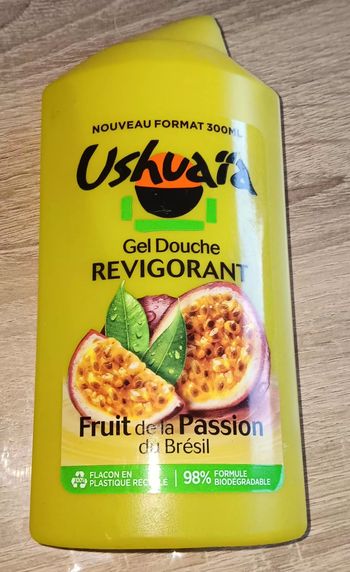 NOUVEAU FORMAT 300ML
Ushuaïa
Gel Douche
REVIGORANT
Fruit de la Passion
du Brésil
100%
FLACON EN
PLASTIQUE RECYCLÉ
98% FORMULE
BIODÉGRADABLE